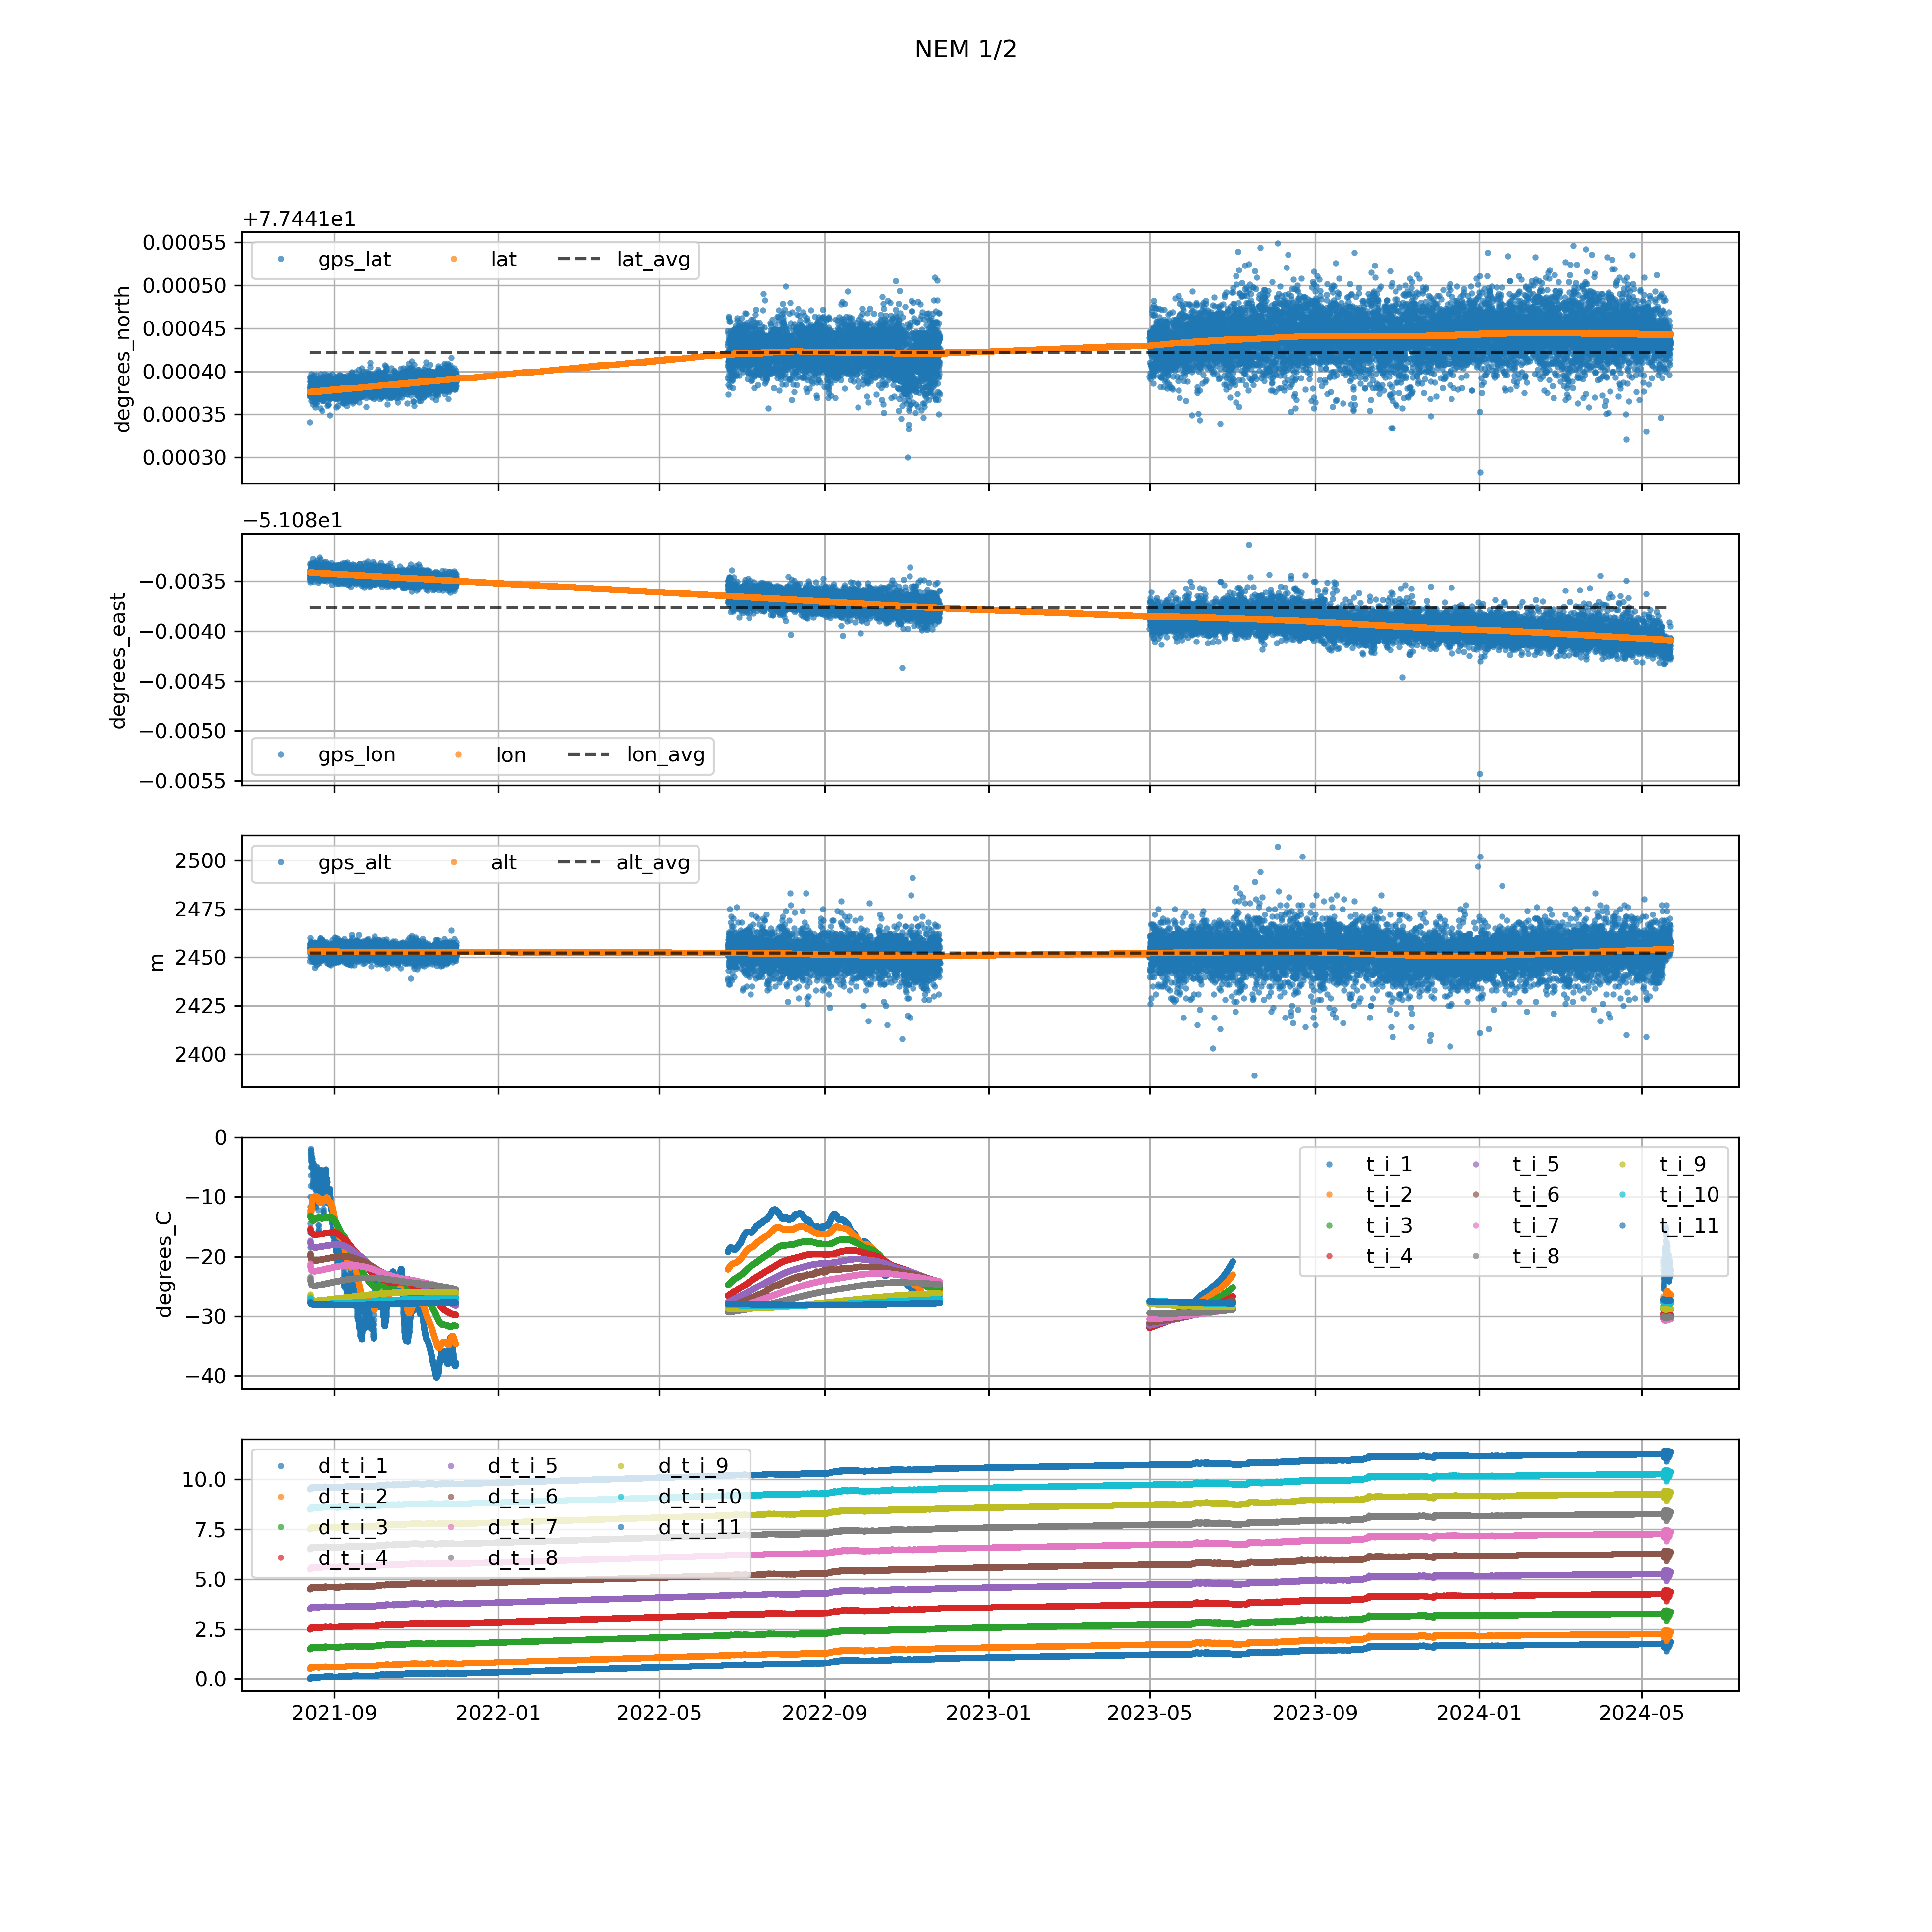 NEM 1/2
+7.7441e1
0.00055
0.00050
0.00045
0.00040
0.00035
0.00030
degrees_north
gps_lat lat lat_avg
−5.108e1
−0.0035
−0.0040
−0.0045
−0.0050
−0.0055
degrees_east
gps_lon lon lon_avg
2500
2475
2450
2425
2400
m
gps_alt alt alt_avg
0
−10
−20
−30
−40
degrees_C
t_i_1 t_i_5 t_i_9
t_i_2 t_i_6 t_i_10
t_i_3 t_i_7 t_i_11
t_i_4 t_i_8
10.0
7.5
5.0
2.5
0.0
d_t_i_1 d_t_i_5 d_t_i_9
d_t_i_2 d_t_i_6 d_t_i_10
d_t_i_3 d_t_i_7 d_t_i_11
d_t_i_4 d_t_i_8
2021-09 2022-01 2022-05 2022-09 2023-01 2023-05 2023-09 2024-01 2024-05